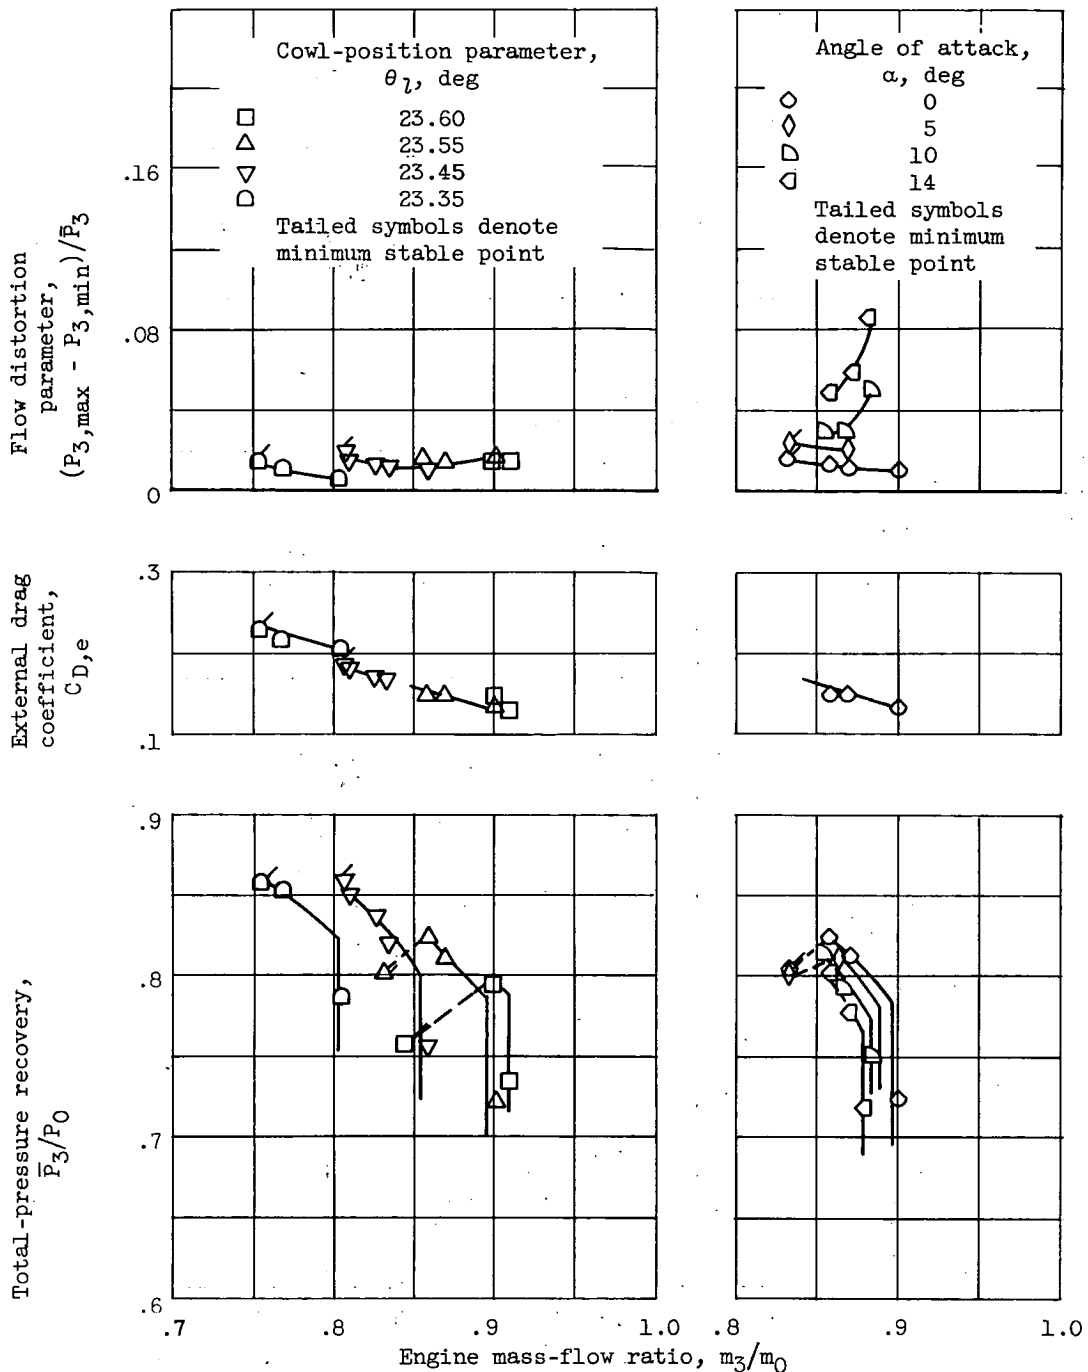 Cowl-position parameter,
θl, deg
23.60
23.55
23.45
23.35
Tailed symbols denote
minimum stable point
Angle of attack,
α, deg
0
5
10
14
Tailed symbols
denote minimum
stable point
Flow distortion
parameter,
(P3,max - P3,min)/P̄3
.16
.08
0
External drag
coefficient,
CD,e
.3
.1
Total-pressure recovery,
P̄3/P0
.9
.8
.7
.6
.7 .8 .9 1.0
.8 .9 1.0
Engine mass-flow ratio, m3/m0